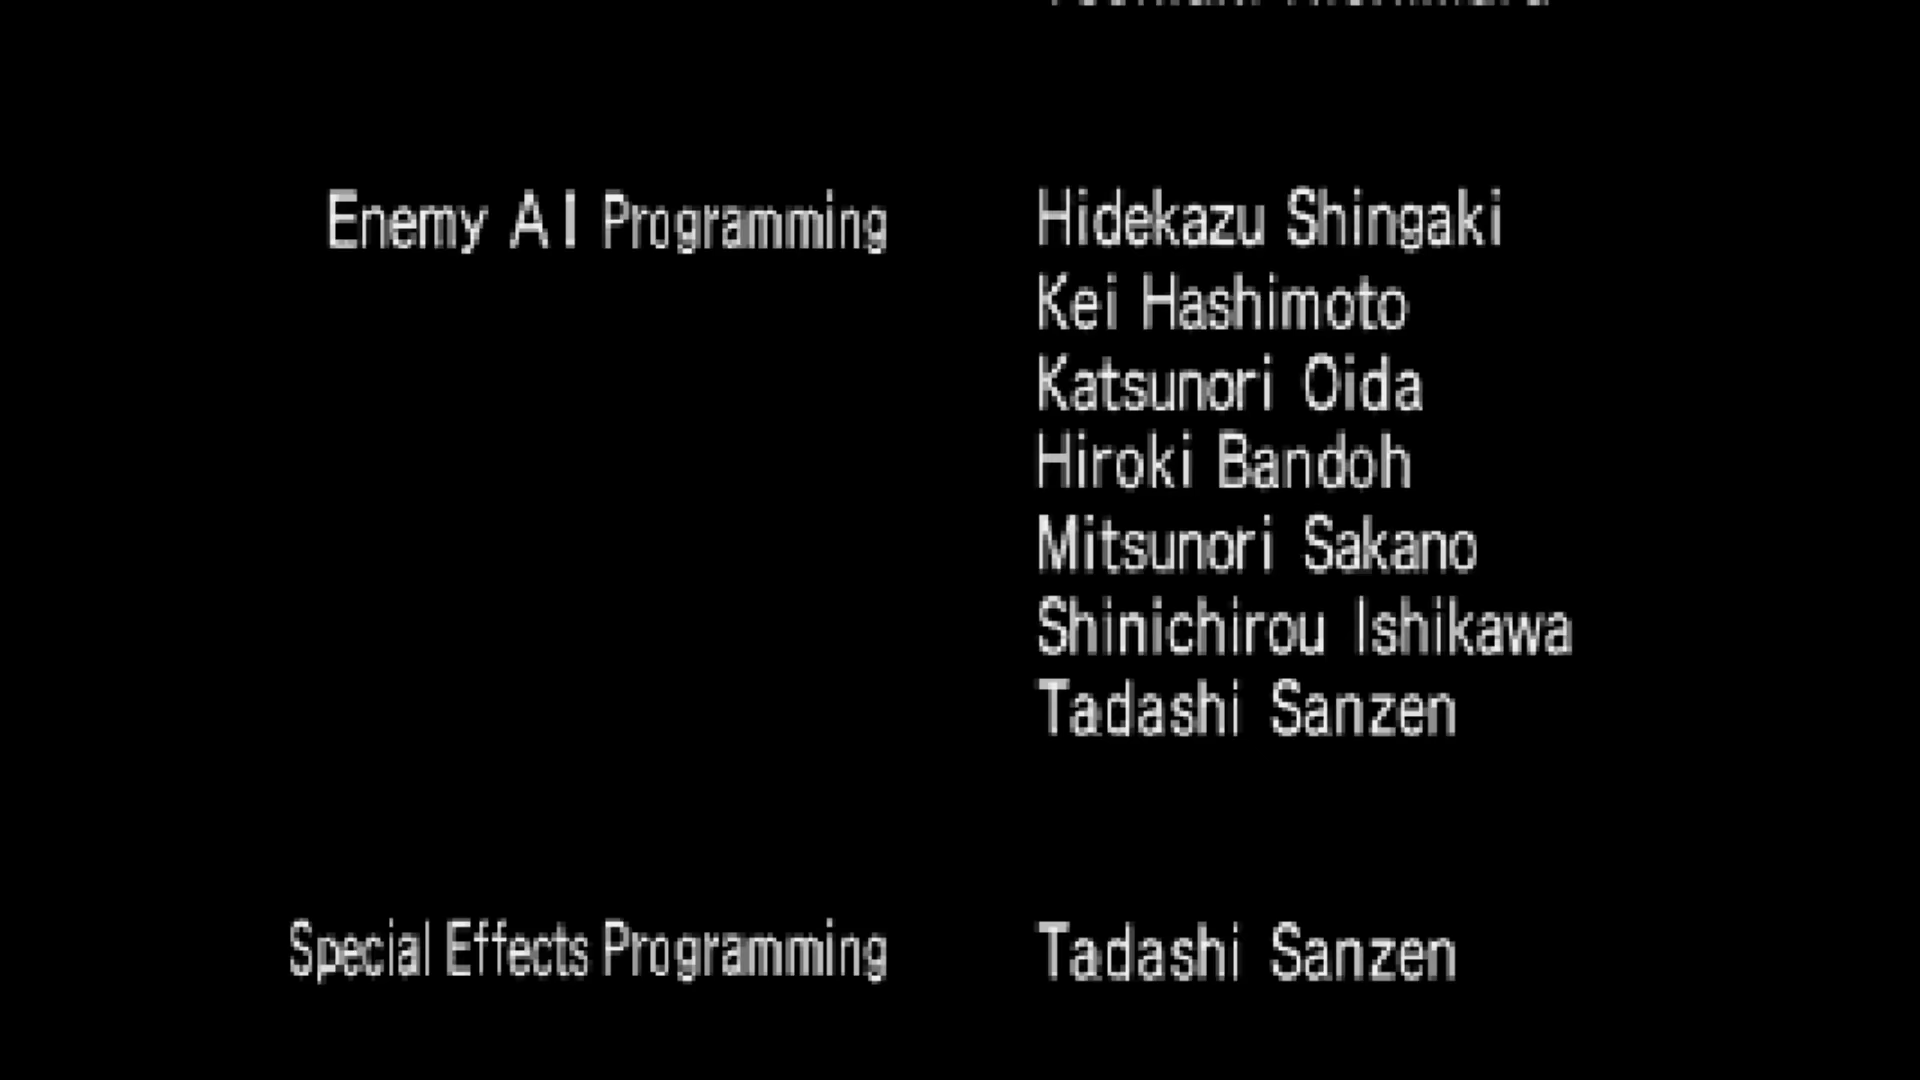 Enemy AI Programming Hidekazu Shingaki
Kei Hashimoto
Katsunori Oida
Hiroki Bandoh
Mitsunori Sakano
Shinichirou Ishikawa
Tadashi Sanzen
Special Effects Programming Tadashi Sanzen